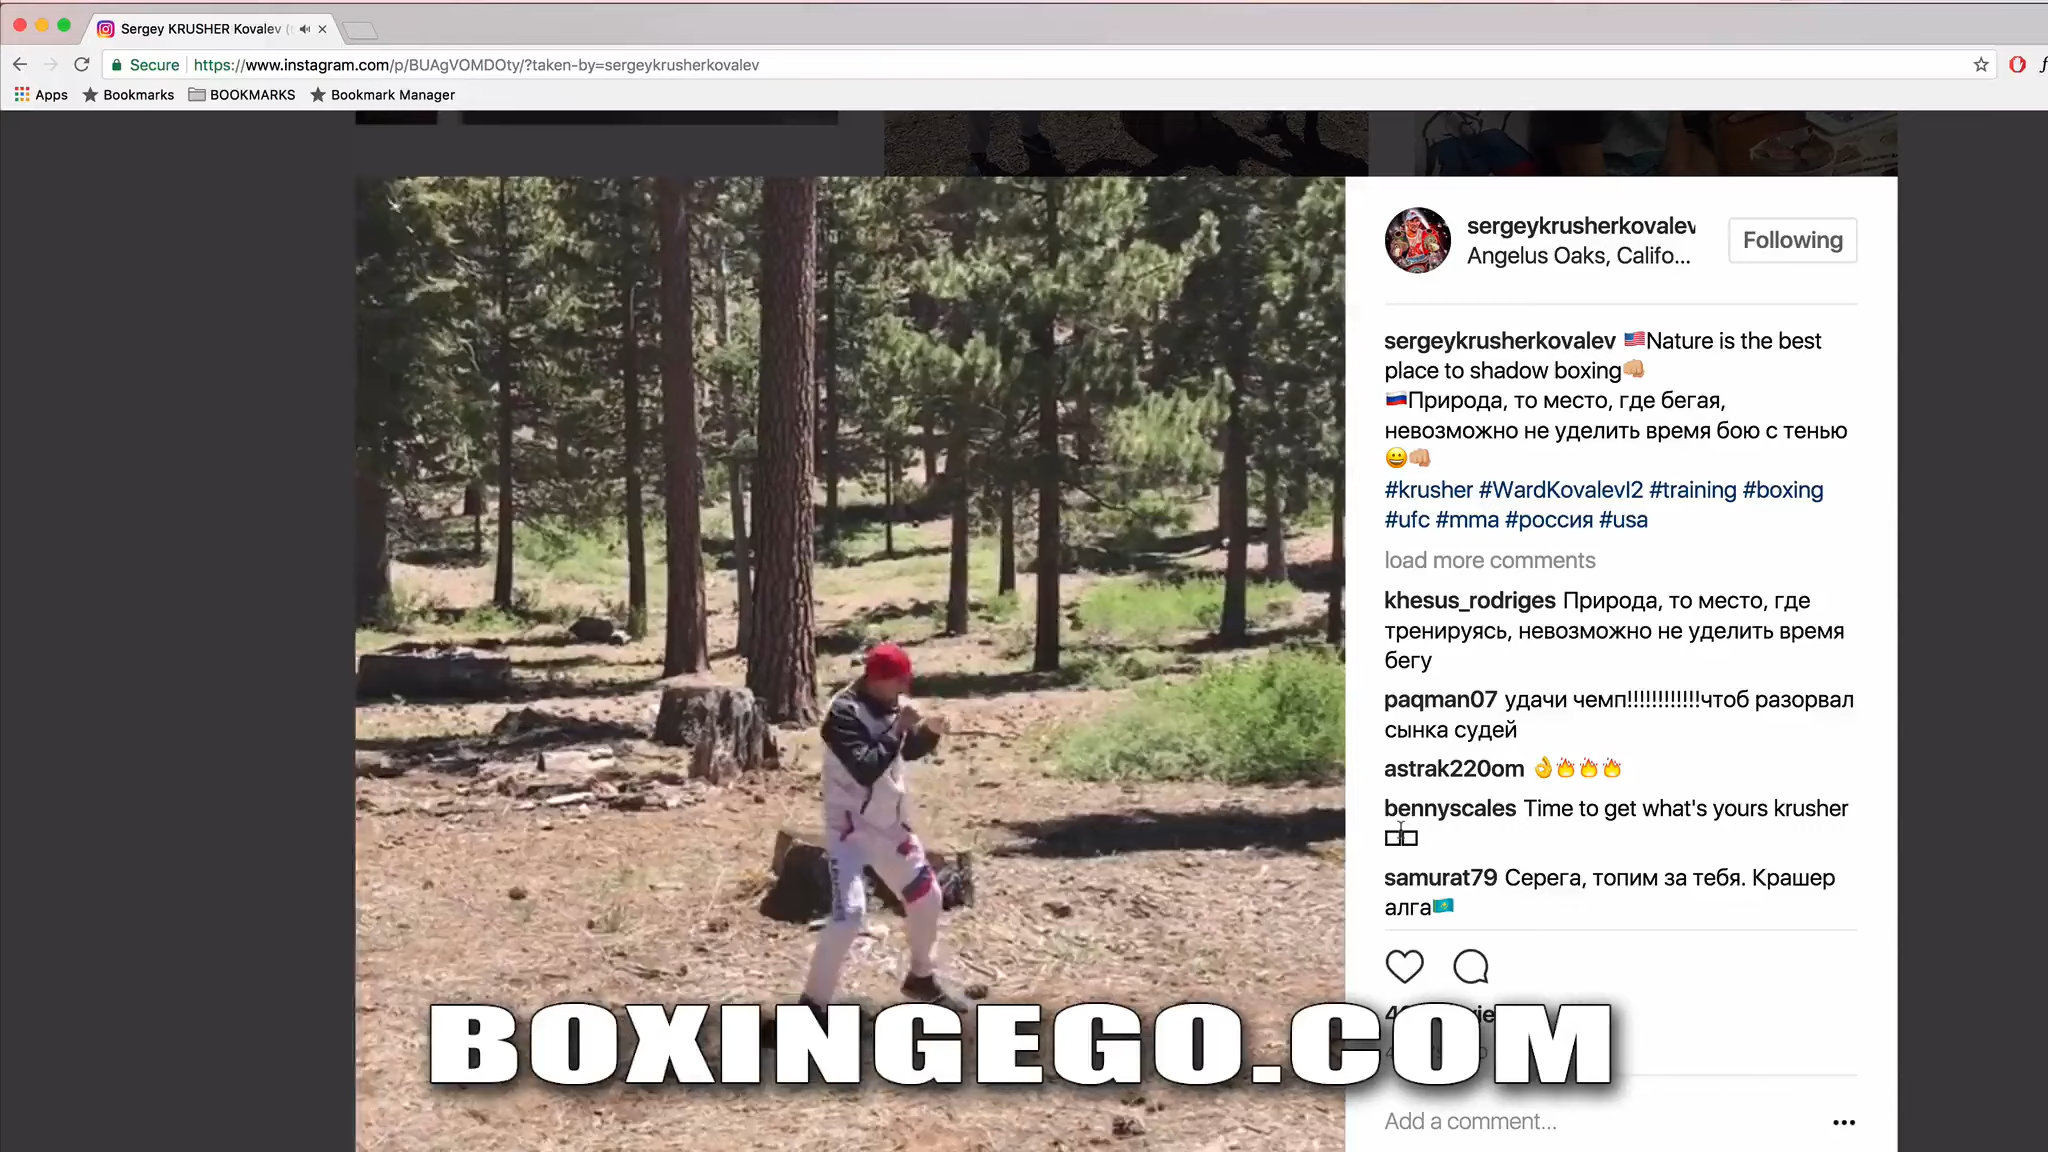 Sergey KRUSHER Kovalev (
Secure https://www.instagram.com/p/BUAgVOMDOty/?taken-by=sergeykrusherkovalev
Apps Bookmarks BOOKMARKS Bookmark Manager
sergeykrusherkovalev
Angelus Oaks, Califo...
Following
sergeykrusherkovalev 🇺🇸Nature is the best
place to shadow boxing👊🏼
🇷🇺Природа, то место, где бегая,
невозможно не уделить время бою с тенью
😀👊🏼
#krusher #WardKovalevI2 #training #boxing
#ufc #mma #россия #usa
load more comments
khesus_rodriges Природа, то место, где
тренируясь, невозможно не уделить время
бегу
paqman07 удачи чемп!!!!!!!!!!!!чтоб разорвал
сынка судей
astrak220om 👌🔥🔥🔥
bennyscales Time to get what's yours krusher
samurat79 Серега, топим за тебя. Крашер
алга🇰🇿
BOXINGEGO.COM
Add a comment...